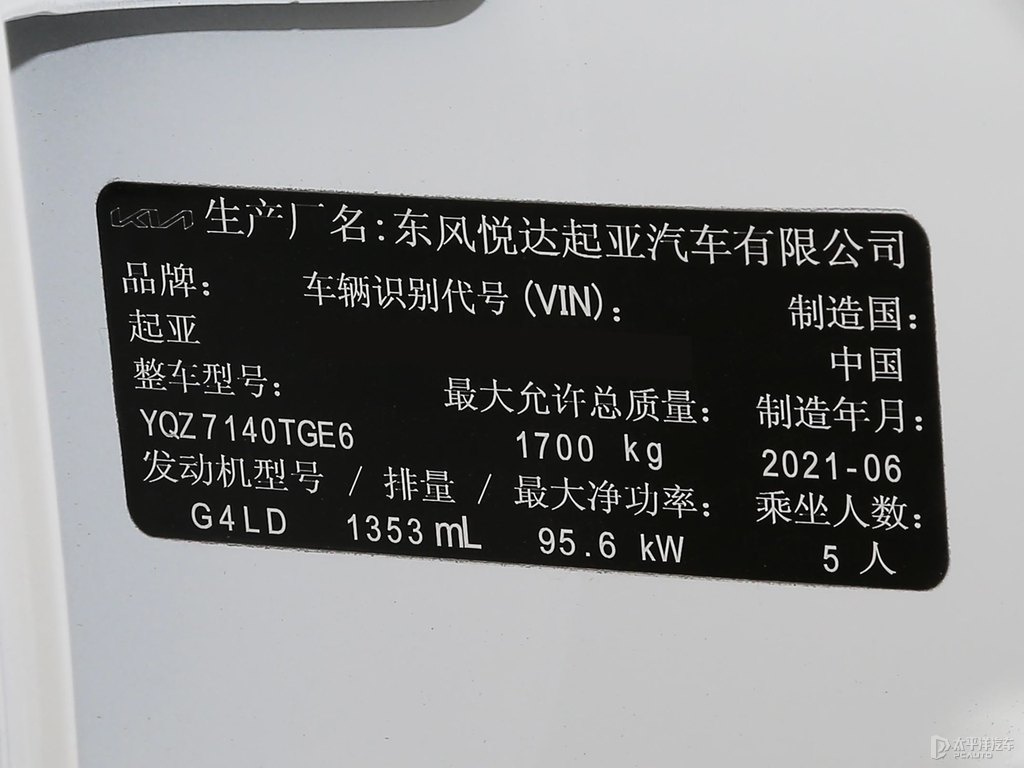 KIA 生产厂名:东风悦达起亚汽车有限公司
品牌: 车辆识别代号(VIN): 制造国:
起亚 中国
整车型号: 最大允许总质量: 制造年月:
YQZ7140TGE6 1700 kg 2021-06
发动机型号 / 排量 / 最大净功率: 乘坐人数:
G4LD 1353mL 95.6 kW 5人
太平洋汽车
PCAUTO